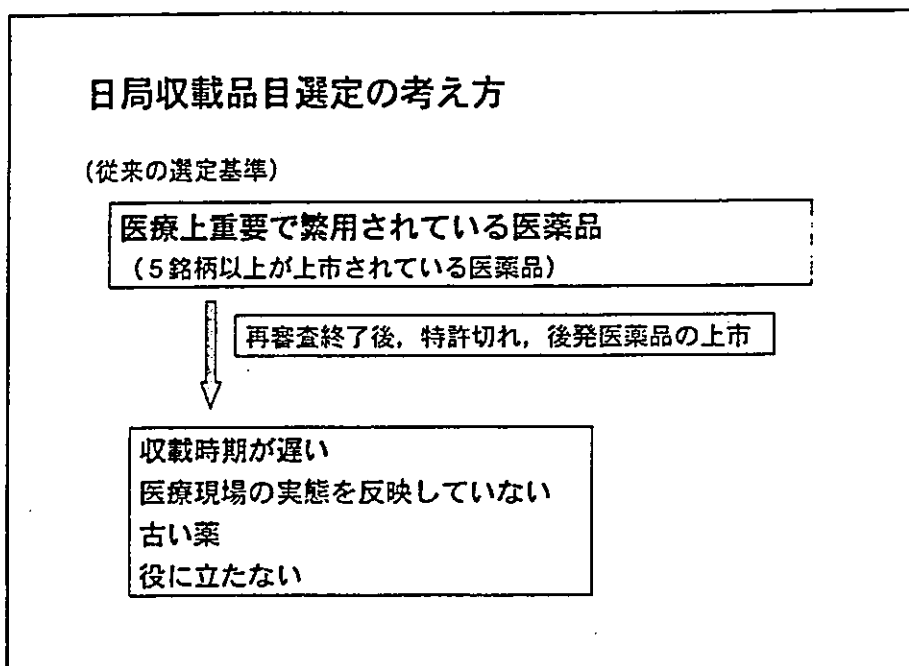 日局収載品目選定の考え方
(従来の選定基準)
医療上重要で繁用されている医薬品
(5銘柄以上が上市されている医薬品)
再審査終了後,特許切れ,後発医薬品の上市
収載時期が遅い
医療現場の実態を反映していない
古い薬
役に立たない